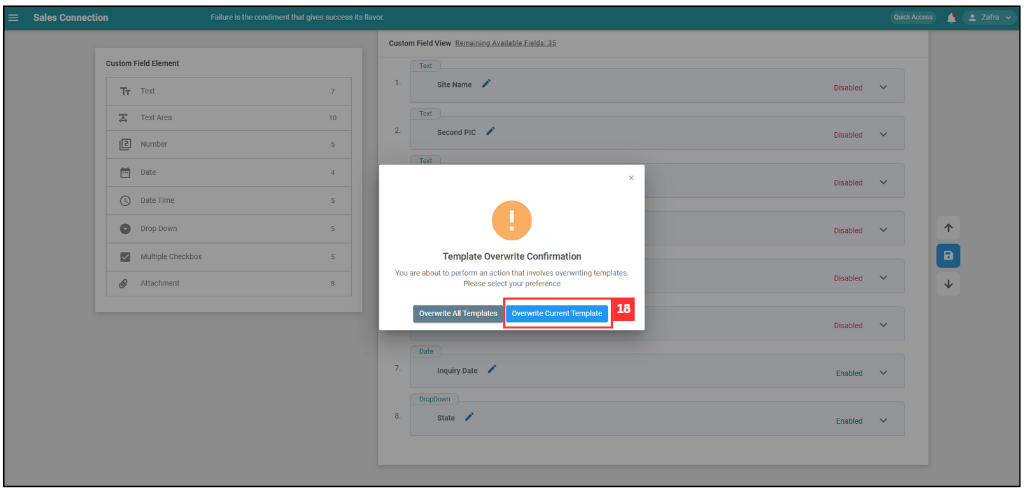 Sales Connection
Failure is the condiment that gives success its flavor.
Quick Access
Zafra
Custom Field Element
Text 7
Text Area 10
Number 5
Date 4
Date Time 5
Drop Down 5
Multiple Checkbox 5
Attachment 8
Custom Field View Remaining Available Fields: 35
Text
1. Site Name Disabled
Text
2. Second PIC Disabled
Text
Disabled
Disabled
Disabled
Disabled
Date
7. Inquiry Date Enabled
DropDown
8. State Enabled
×
!
Template Overwrite Confirmation
You are about to perform an action that involves overwriting templates.
Please select your preference
Overwrite All Templates Overwrite Current Template 18